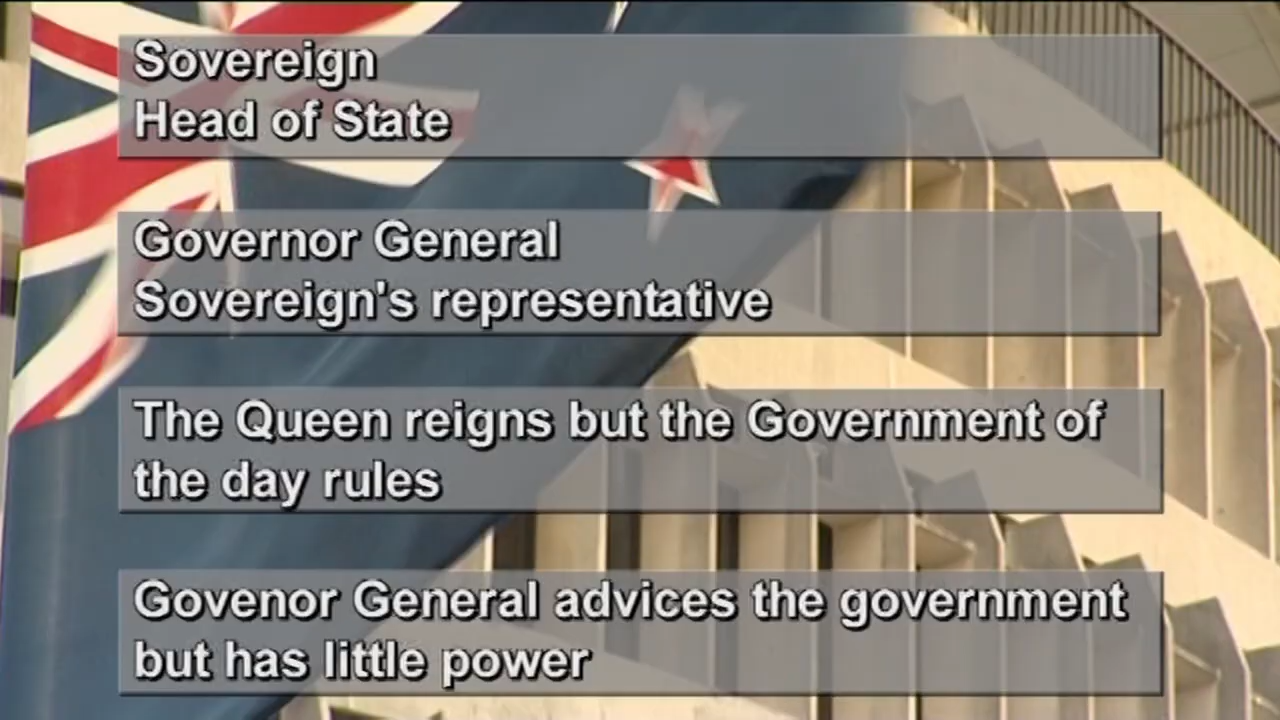 Sovereign
Head of State
Governor General
Sovereign's representative
The Queen reigns but the Government of
the day rules
Govenor General advices the government
but has little power